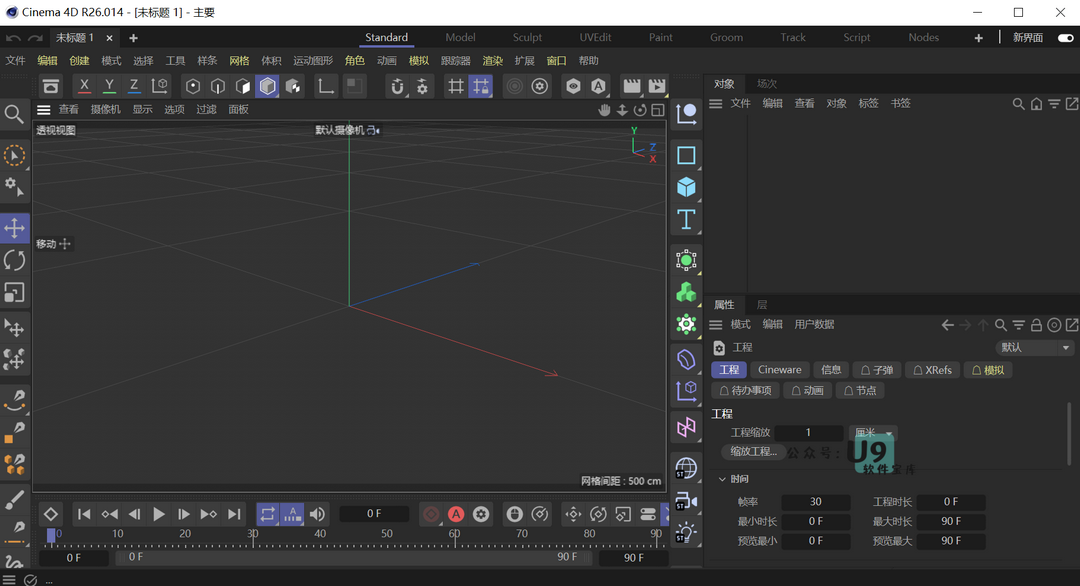 Cinema 4D R26.014 - [未标题 1] - 主要
未标题 1 × + Standard Model Sculpt UVEdit Paint Groom Track Script Nodes + 新界面
文件 编辑 创建 模式 选择 工具 样条 网格 体积 运动图形 角色 动画 模拟 跟踪器 渲染 扩展 窗口 帮助
X Y Z
对象 场次
查看 摄像机 显示 选项 过滤 面板
文件 编辑 查看 对象 标签 书签
透视视图 默认摄像机
Y
Z
X
移动
T
属性 层
模式 编辑 用户数据
工程 默认
工程 Cineware 信息 子弹 XRefs 模拟
待办事项 动画 节点
工程
工程缩放 1 厘米
缩放工程...
公众号: U9
软件宝库
网格间距 : 500 cm
时间
帧率 30 工程时长 0 F
最小时长 0 F 最大时长 90 F
预览最小 0 F 预览最大 90 F
ST
ST
ST
0 F
A
0 10 20 30 40 50 60 70 80 90
0 F 0 F 90 F 90 F
...